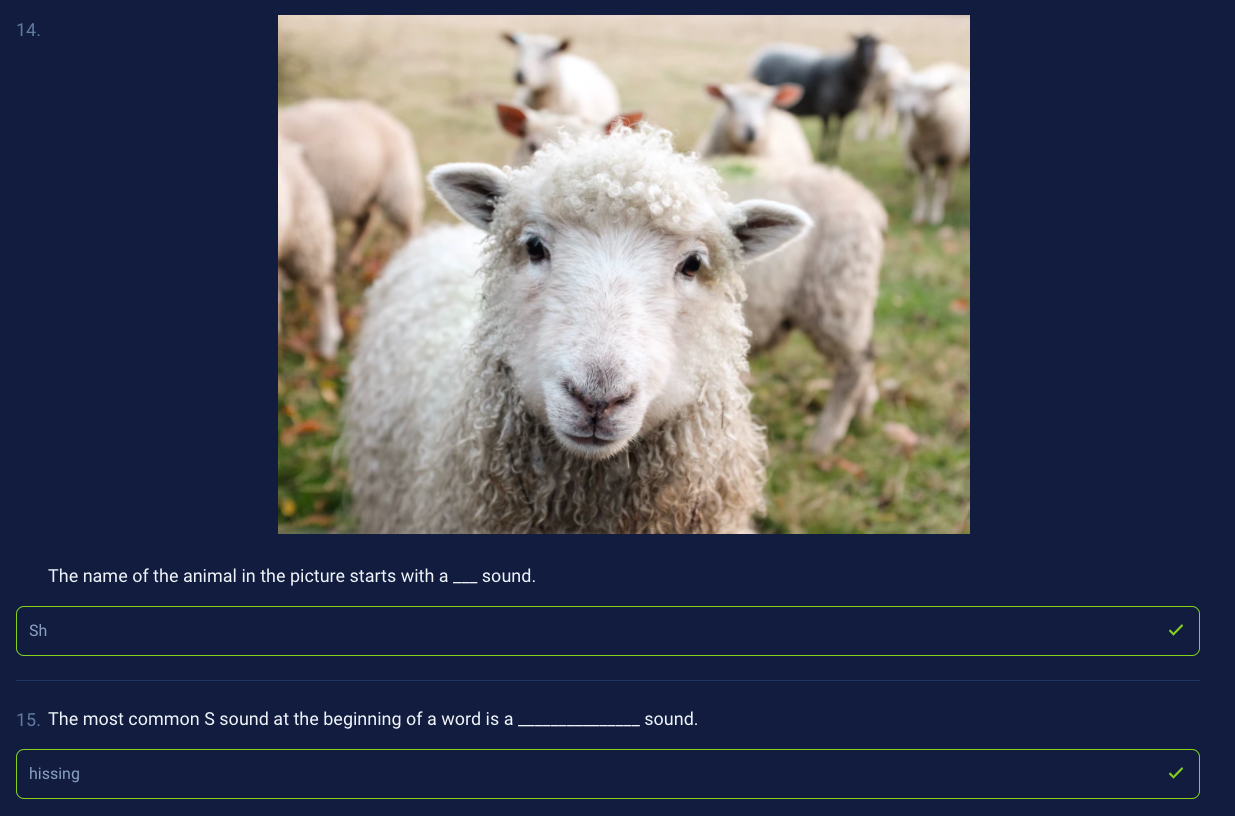 14.
The name of the animal in the picture starts with a ___ sound.
Sh
15. The most common S sound at the beginning of a word is a _______________ sound.
hissing